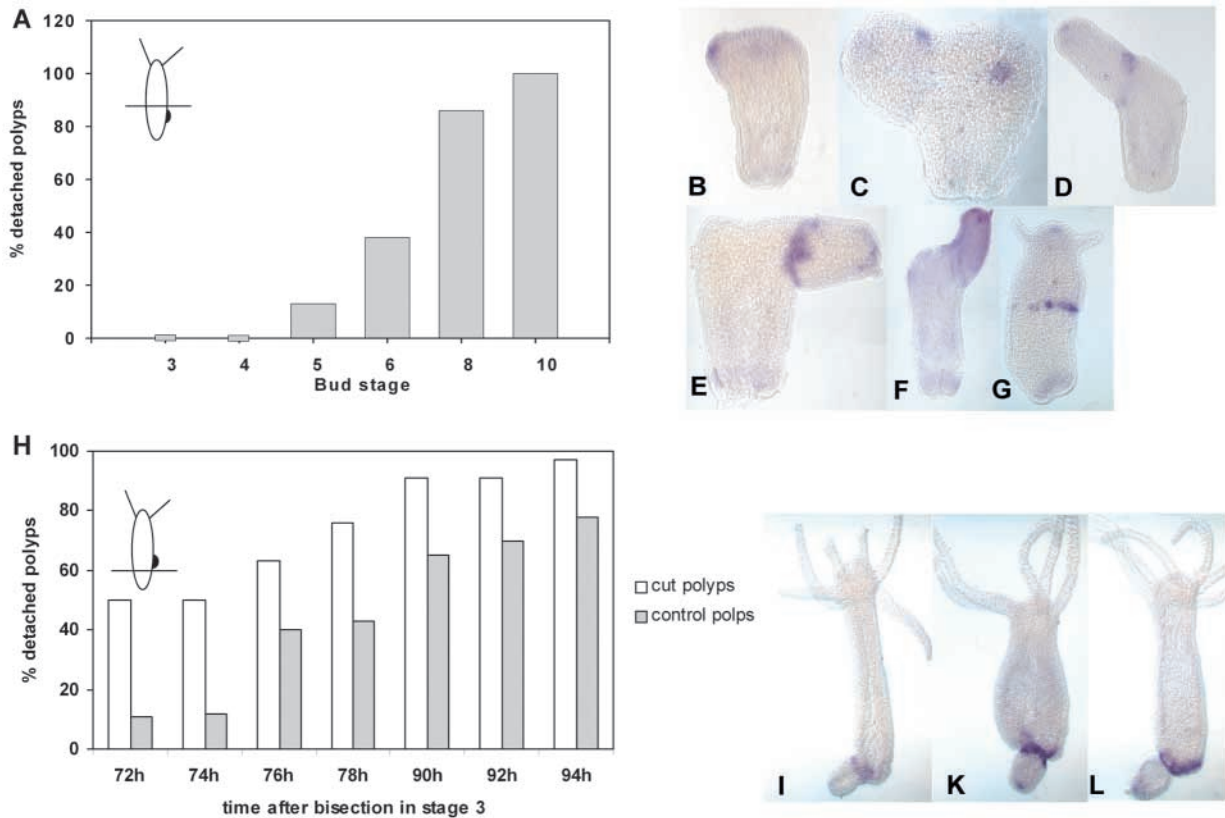 A
% detached polyps
120
100
80
60
40
20
0
3 4 5 6 8 10
Bud stage
B
C
D
E
F
G
H
% detached polyps
100
80
60
40
20
0
72h 74h 76h 78h 90h 92h 94h
time after bisection in stage 3
cut polyps
control polps
I
K
L